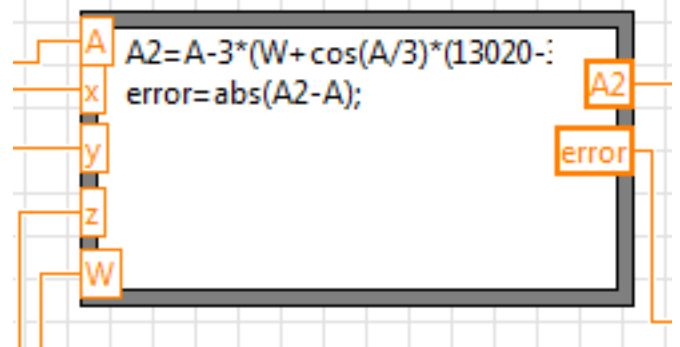 A
A2=A-3*(W+cos(A/3)*(13020-
error=abs(A2-A);
A2
x
y
error
z
W